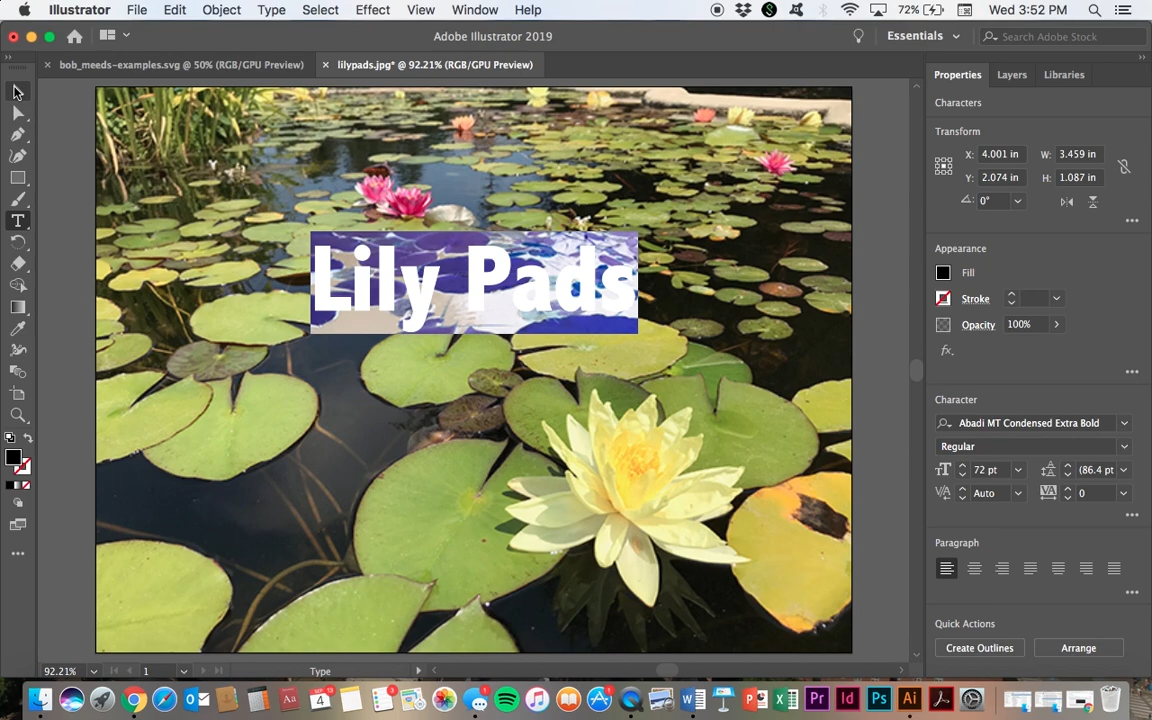 Illustrator File Edit Object Type Select Effect View Window Help 72% Wed 3:52 PM
Adobe Illustrator 2019 Essentials Search Adobe Stock
bob_meeds-examples.svg @ 50% (RGB/GPU Preview) lilypads.jpg* @ 92.21% (RGB/GPU Preview)
Properties Layers Libraries
Characters
Transform
X: 4.001 in W: 3.459 in
Y: 2.074 in H: 1.087 in
0°
Lily Pads
Appearance
Fill
Stroke
Opacity 100%
fx.
Character
Abadi MT Condensed Extra Bold
Regular
72 pt (86.4 pt
Auto 0
Paragraph
Quick Actions
Create Outlines Arrange
92.21% 1 Type